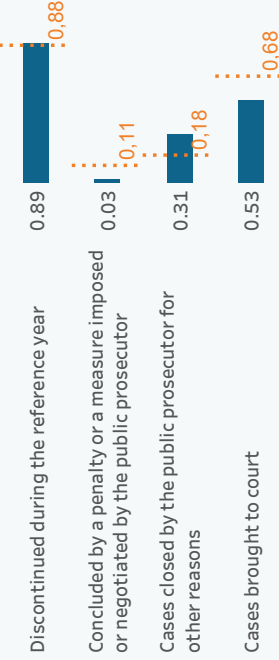 Discontinued during the reference year
0.89
0,88
Concluded by a penalty or a measure imposed
or negotiated by the public prosecutor
0.03
0,11
Cases closed by the public prosecutor for
other reasons
0.31
0,18
Cases brought to court
0.53
0,68